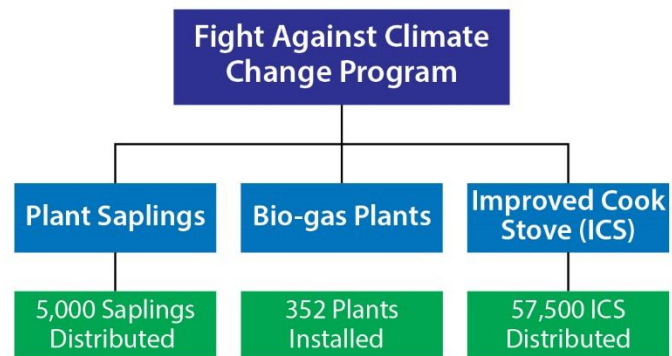 Fight Against Climate
Change Program
Plant Saplings
Bio-gas Plants
Improved Cook
Stove (ICS)
5,000 Saplings
Distributed
352 Plants
Installed
57,500 ICS
Distributed